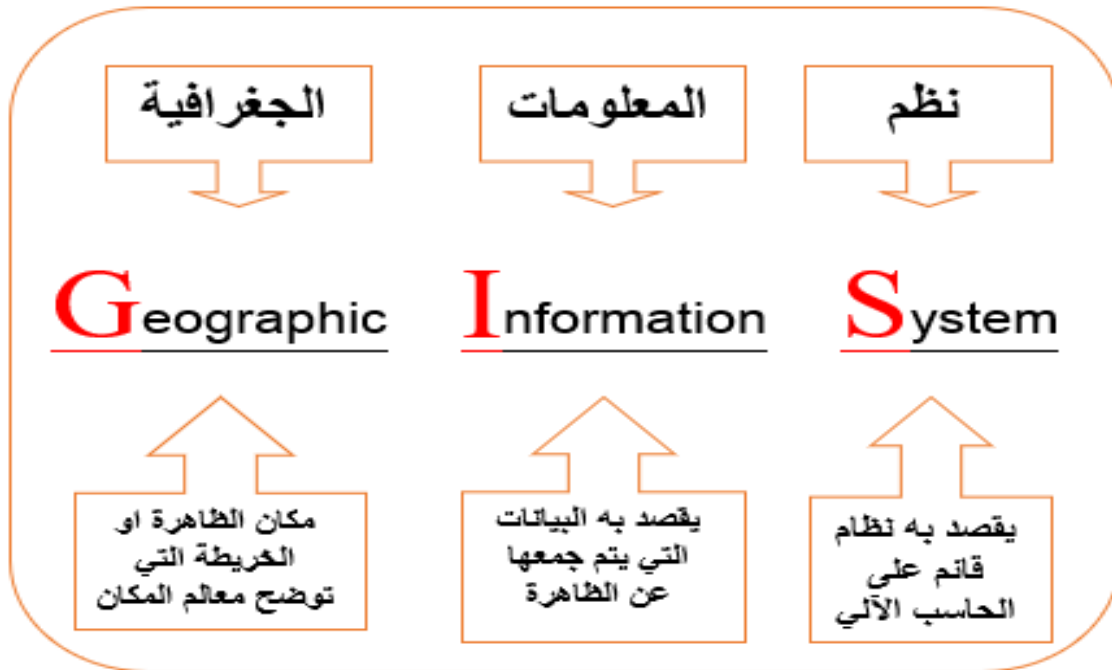 نظم
المعلومات
الجغرافية
Geographic
Information
System
يقصد به نظام
قائم على
الحاسب الآلي
يقصد به البيانات
التي يتم جمعها
عن الظاهرة
مكان الظاهرة او
الخريطة التي
توضح معالم المكان